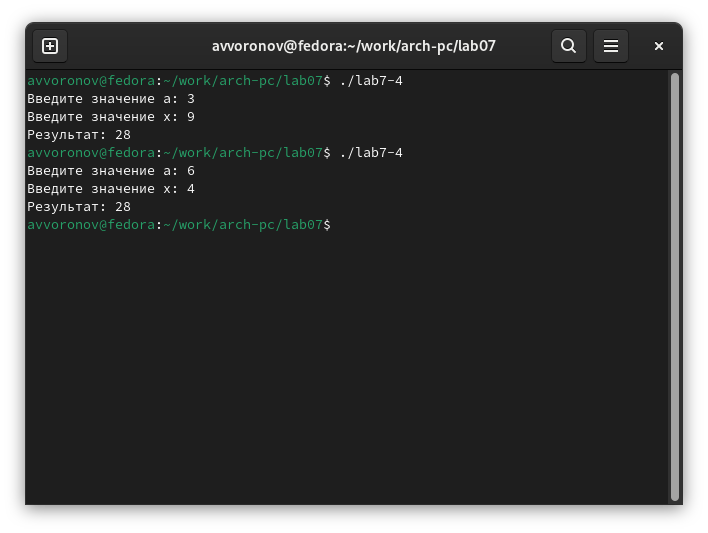 avvoronov@fedora:~/work/arch-pc/lab07
avvoronov@fedora:~/work/arch-pc/lab07$ ./lab7-4
Введите значение a: 3
Введите значение x: 9
Результат: 28
avvoronov@fedora:~/work/arch-pc/lab07$ ./lab7-4
Введите значение a: 6
Введите значение x: 4
Результат: 28
avvoronov@fedora:~/work/arch-pc/lab07$